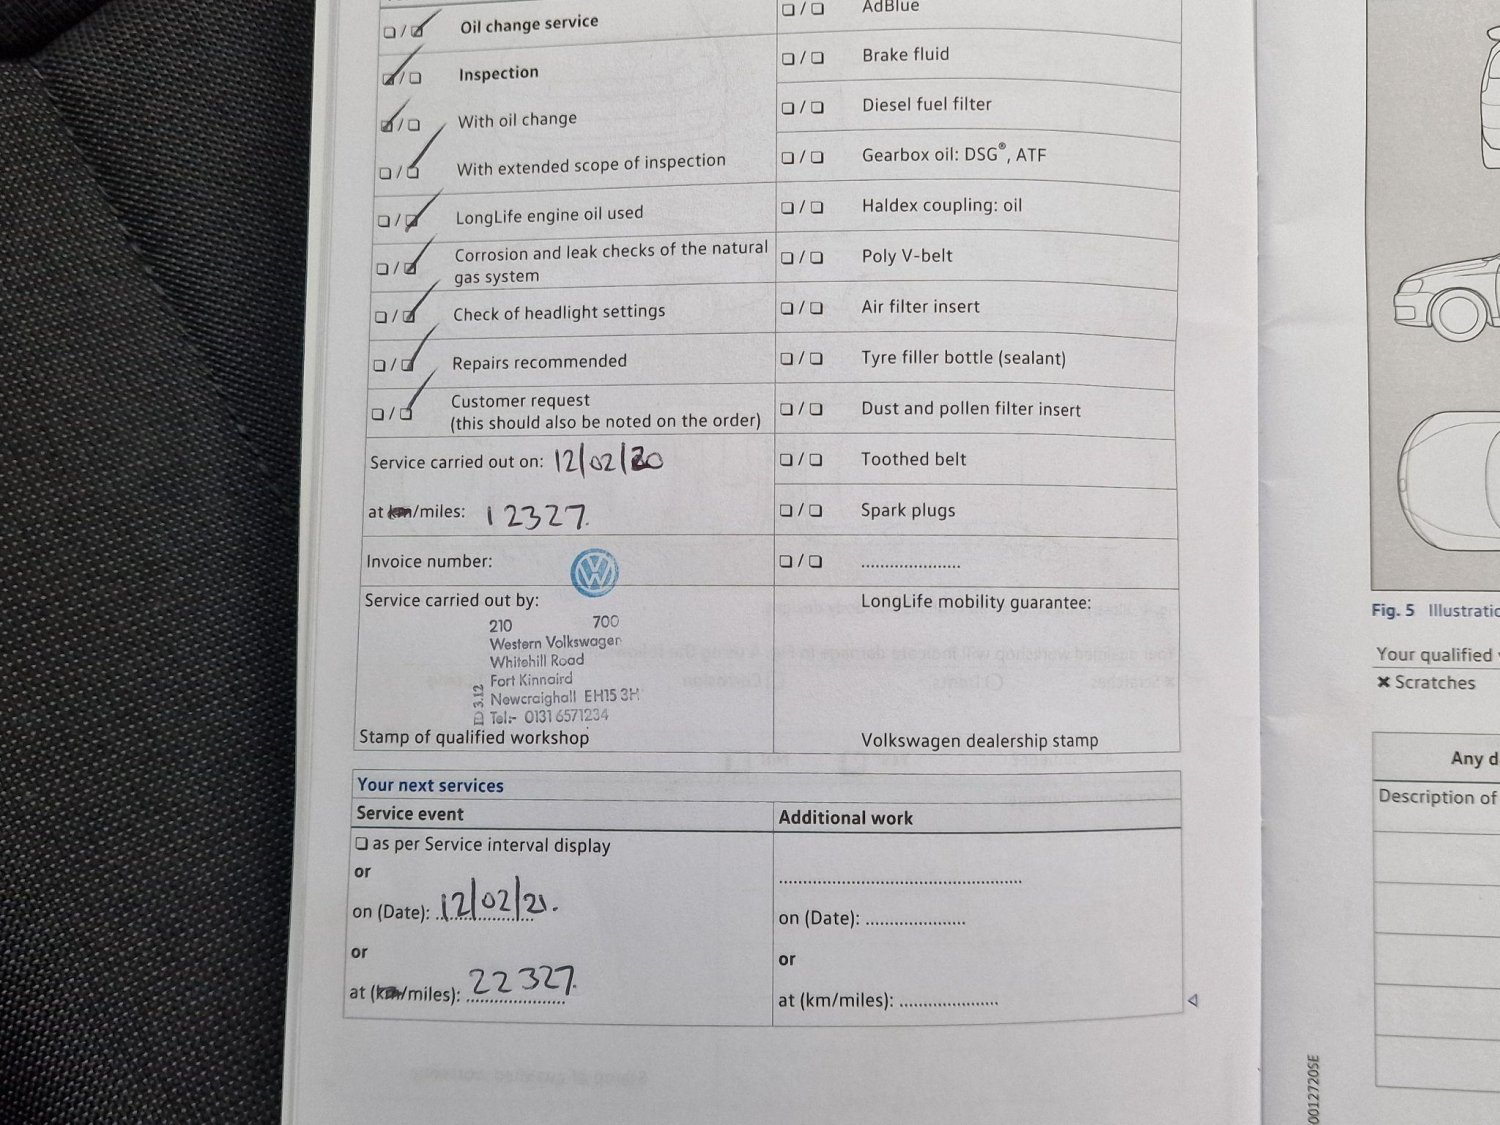 ☐ / ☑ Oil change service
☑ / ☐ Inspection
☑ / ☐ With oil change
☐ / ☑ With extended scope of inspection
☐ / ☑ LongLife engine oil used
☐ / ☑ Corrosion and leak checks of the natural
gas system
☐ / ☑ Check of headlight settings
☐ / ☑ Repairs recommended
☐ / ☑ Customer request
(this should also be noted on the order)
Service carried out on: 12/02/20
at km/miles: 12327.
Invoice number:
VW
Service carried out by:
210 700
Western Volkswagen
Whitehill Road
Fort Kinnaird
Newcraighall EH15 3H
Tel:- 0131 6571234
ID 3.12
Stamp of qualified workshop
☐ / ☐ AdBlue
☐ / ☐ Brake fluid
☐ / ☐ Diesel fuel filter
☐ / ☐ Gearbox oil: DSG®, ATF
☐ / ☐ Haldex coupling: oil
☐ / ☐ Poly V-belt
☐ / ☐ Air filter insert
☐ / ☐ Tyre filler bottle (sealant)
☐ / ☐ Dust and pollen filter insert
☐ / ☐ Toothed belt
☐ / ☐ Spark plugs
☐ / ☐ ....................
LongLife mobility guarantee:
Volkswagen dealership stamp
Your next services
Service event
☐ as per Service interval display
or
on (Date): 12/02/21.
or
at (km/miles): 22327.
Additional work
..................................................
on (Date): ....................
or
at (km/miles): ....................
Fig. 5 Illustratio
Your qualified
✖ Scratches
Any d
Description of
0012720SE